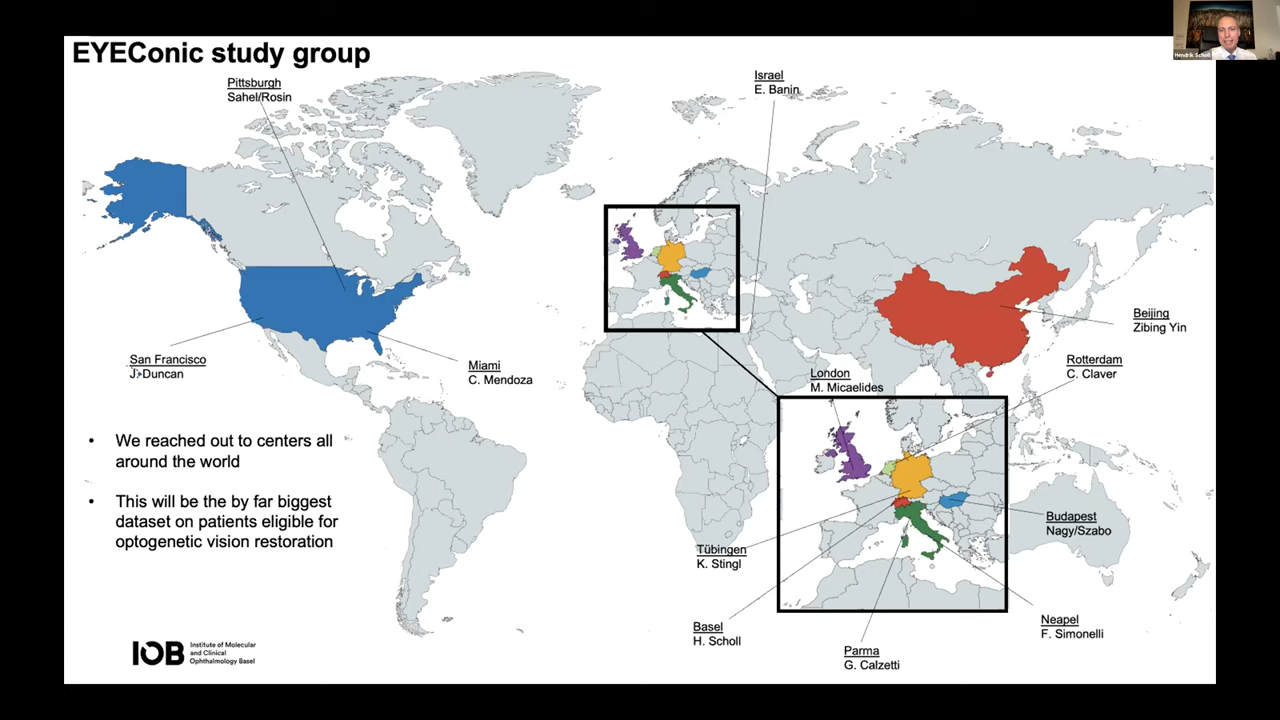 EYEConic study group
Pittsburgh
Sahel/Rosin
Israel
E. Banin
Hendrik Scholl
San Francisco
J. Duncan
Miami
C. Mendoza
Beijing
Zibing Yin
Rotterdam
C. Claver
London
M. Micaelides
• We reached out to centers all
around the world
• This will be the by far biggest
dataset on patients eligible for
optogenetic vision restoration
Budapest
Nagy/Szabo
Tübingen
K. Stingl
Basel
H. Scholl
Neapel
F. Simonelli
Parma
G. Calzetti
IOB
Institute of Molecular
and Clinical
Ophthalmology Basel